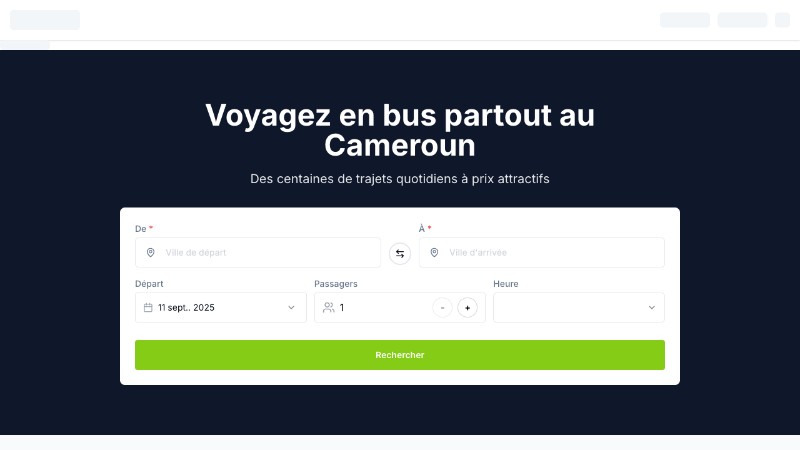 Voyagez en bus partout au
Cameroun
Des centaines de trajets quotidiens à prix attractifs
De *
À *
Ville de départ
Ville d'arrivée
Départ
Passagers
Heure
11 sept.. 2025
1
-
+
Rechercher